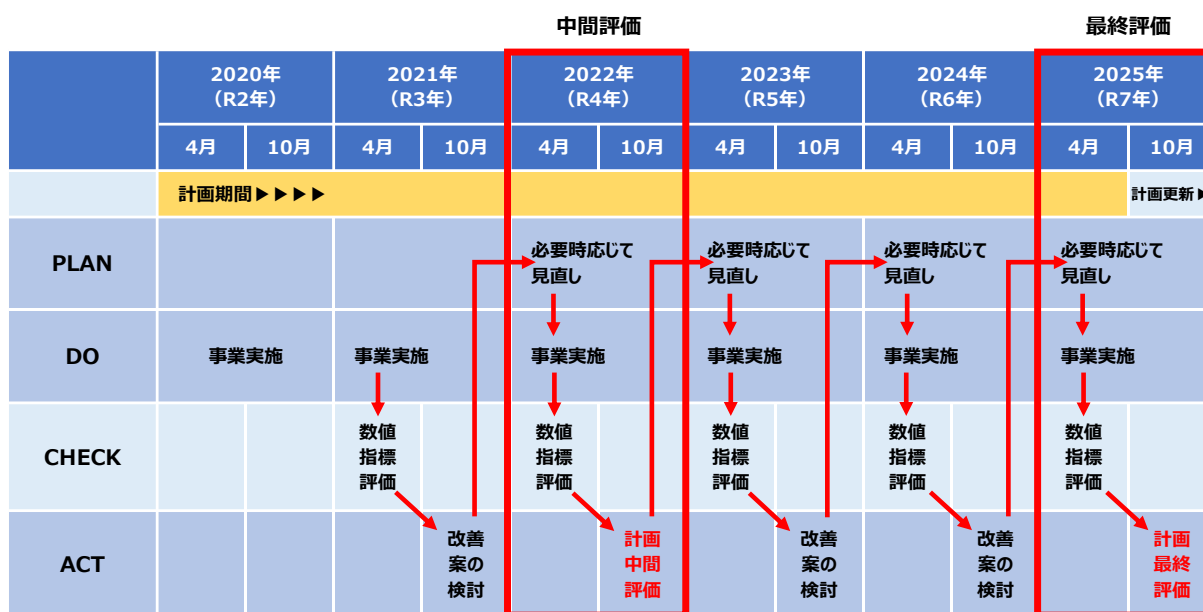 中間評価
最終評価
2020年
(R2年)
2021年
(R3年)
2022年
(R4年)
2023年
(R5年)
2024年
(R6年)
2025年
(R7年)
4月
10月
4月
10月
4月
10月
4月
10月
4月
10月
4月
10月
計画期間▶▶▶▶
計画更新▶
PLAN
必要時応じて
見直し
必要時応じて
見直し
必要時応じて
見直し
必要時応じて
見直し
DO
事業実施
事業実施
事業実施
事業実施
事業実施
事業実施
CHECK
数値
指標
評価
数値
指標
評価
数値
指標
評価
数値
指標
評価
数値
指標
評価
ACT
改善
案の
検討
計画
中間
評価
改善
案の
検討
改善
案の
検討
計画
最終
評価